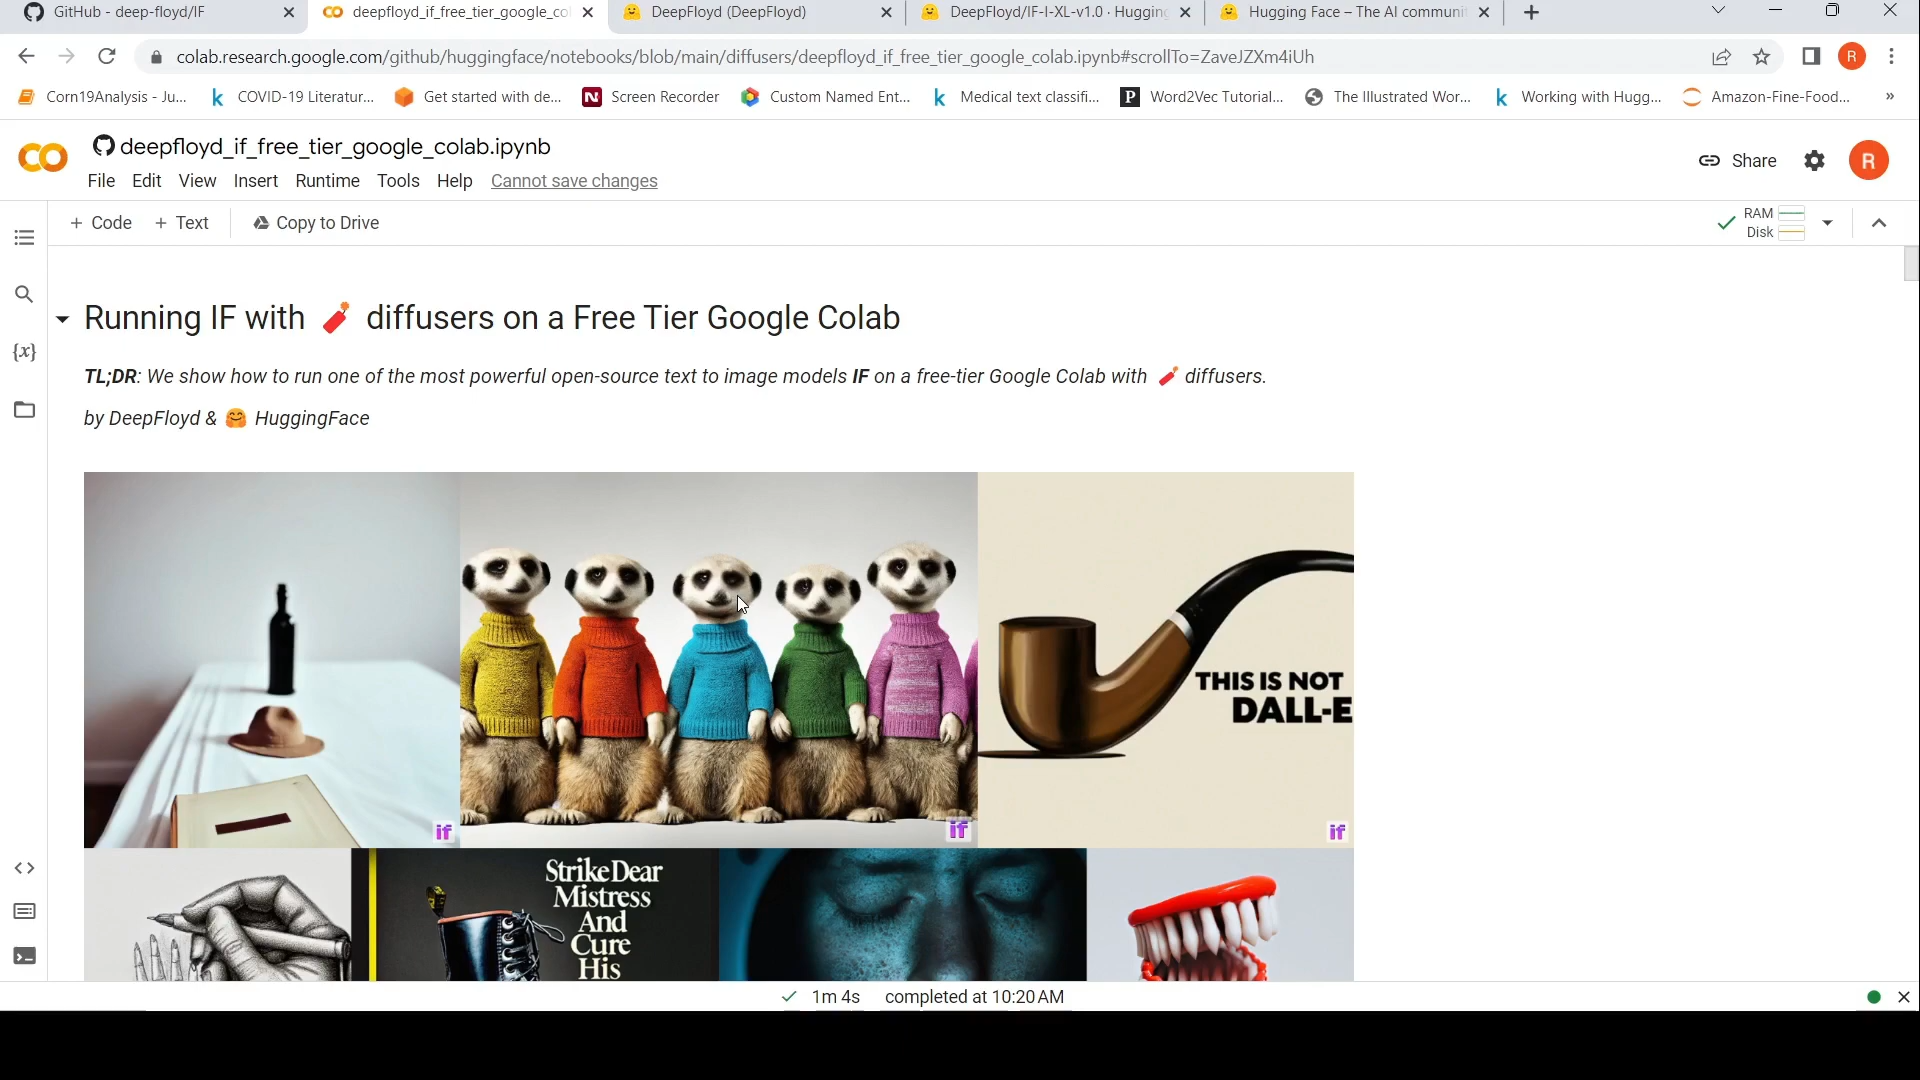 GitHub - deep-floyd/IF
deepfloyd_if_free_tier_google_co
DeepFloyd (DeepFloyd)
DeepFloyd/IF-I-XL-v1.0 · Hugging
Hugging Face – The AI communi
colab.research.google.com/github/huggingface/notebooks/blob/main/diffusers/deepfloyd_if_free_tier_google_colab.ipynb#scrollTo=ZaveJZXm4iUh
R
Corn19Analysis - Ju...
COVID-19 Literatur...
Get started with de...
Screen Recorder
Custom Named Ent...
Medical text classifi...
Word2Vec Tutorial...
The Illustrated Wor...
Working with Hugg...
Amazon-Fine-Food...
»
deepfloyd_if_free_tier_google_colab.ipynb
Share
R
File Edit View Insert Runtime Tools Help Cannot save changes
+ Code + Text Copy to Drive
RAM
Disk
{x}
Running IF with 🧨 diffusers on a Free Tier Google Colab
TL;DR: We show how to run one of the most powerful open-source text to image models IF on a free-tier Google Colab with 🧨 diffusers.
by DeepFloyd & 🤗 HuggingFace
THIS IS NOT
DALL-E
if
if
if
Strike Dear
Mistress
And
Cure
His
1m 4s completed at 10:20 AM